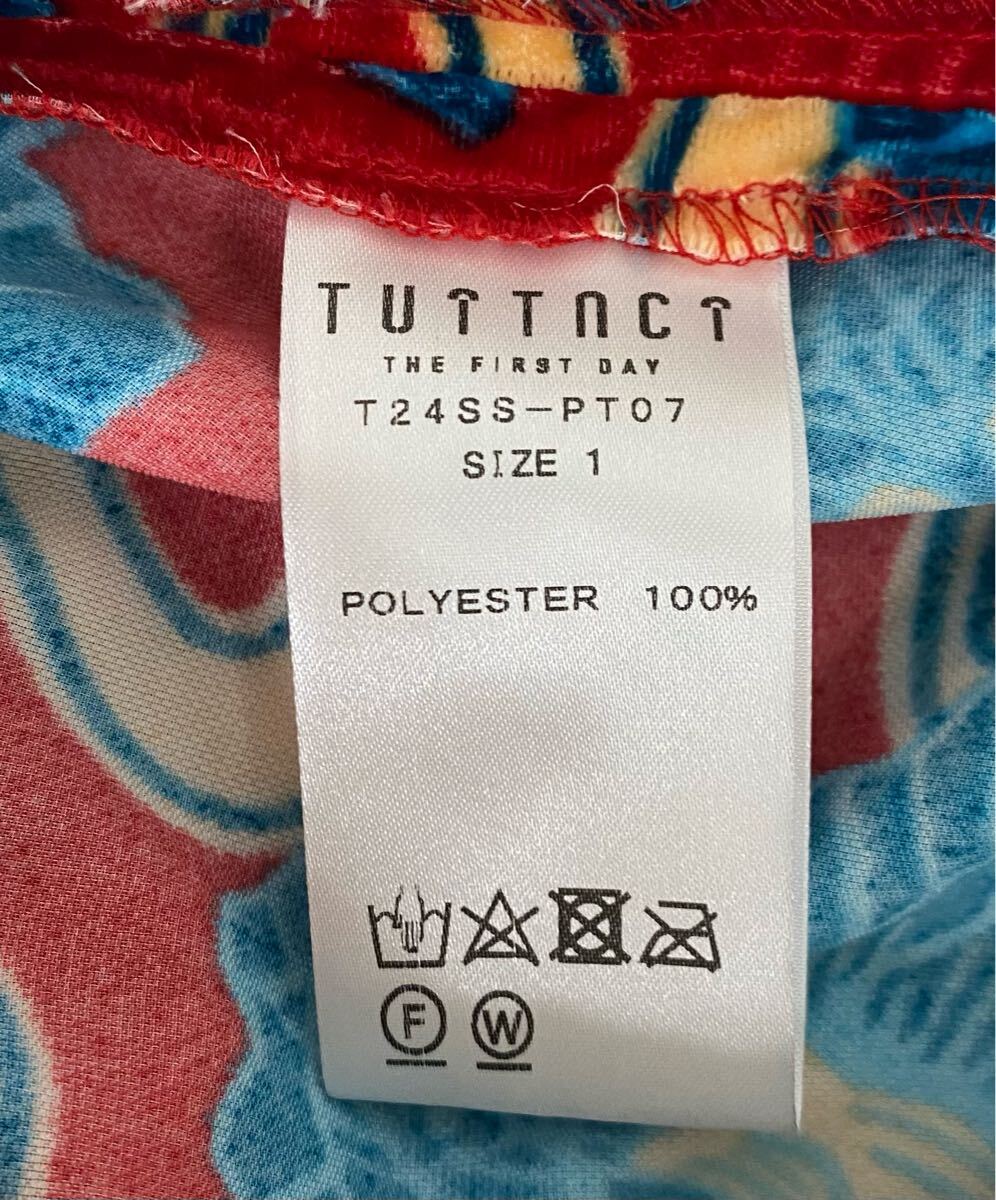 TUTTNCT
THE FIRST DAY
T24SS-PT07
SIZE 1
POLYESTER 100%
F W